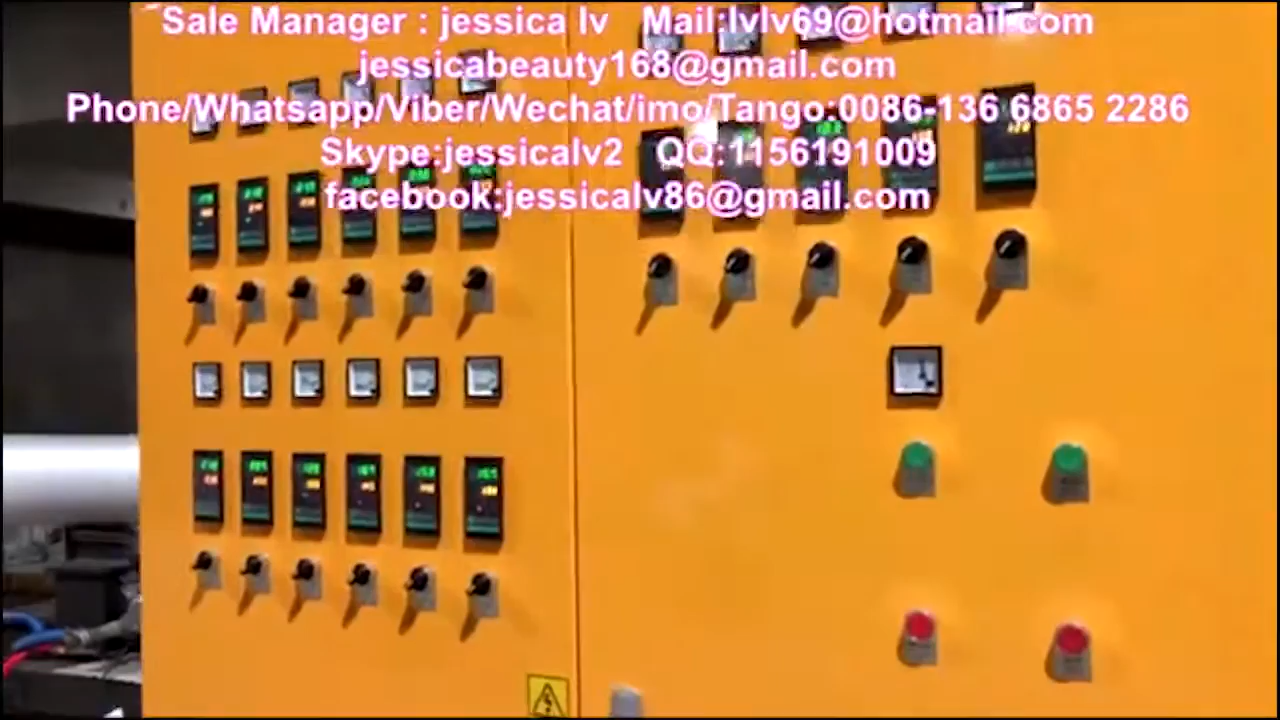 Sale Manager : jessica lv Mail:lvlv69@hotmail.com
jessicabeauty168@gmail.com
Phone/Whatsapp/Viber/Wechat/imo/Tango:0086-136 6865 2286
Skype:jessicalv2 QQ:1156191009
facebook:jessicalv86@gmail.com